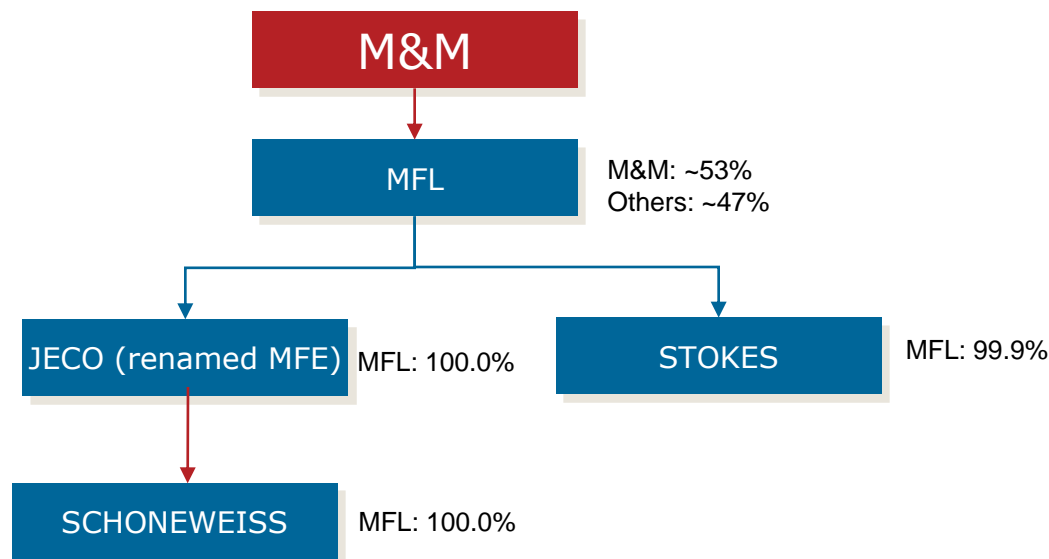 M&M
MFL
M&M: ~53%
Others: ~47%
JECO (renamed MFE)
MFL: 100.0%
STOKES
MFL: 99.9%
SCHONEWEISS
MFL: 100.0%